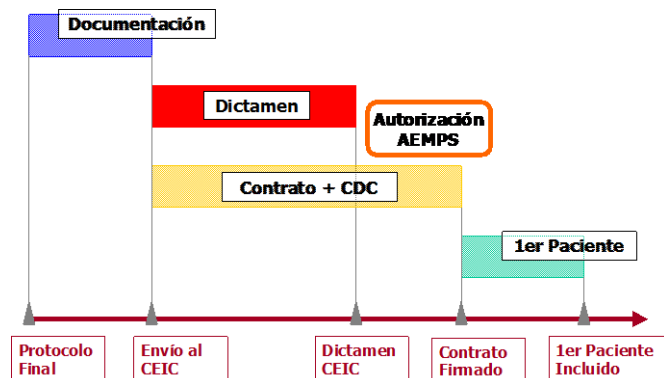 Documentación
Dictamen
Autorización
AEMPS
Contrato + CDC
1er Paciente
Protocolo
Final
Envío al
CEIC
Dictamen
CEIC
Contrato
Firmado
1er Paciente
Incluido